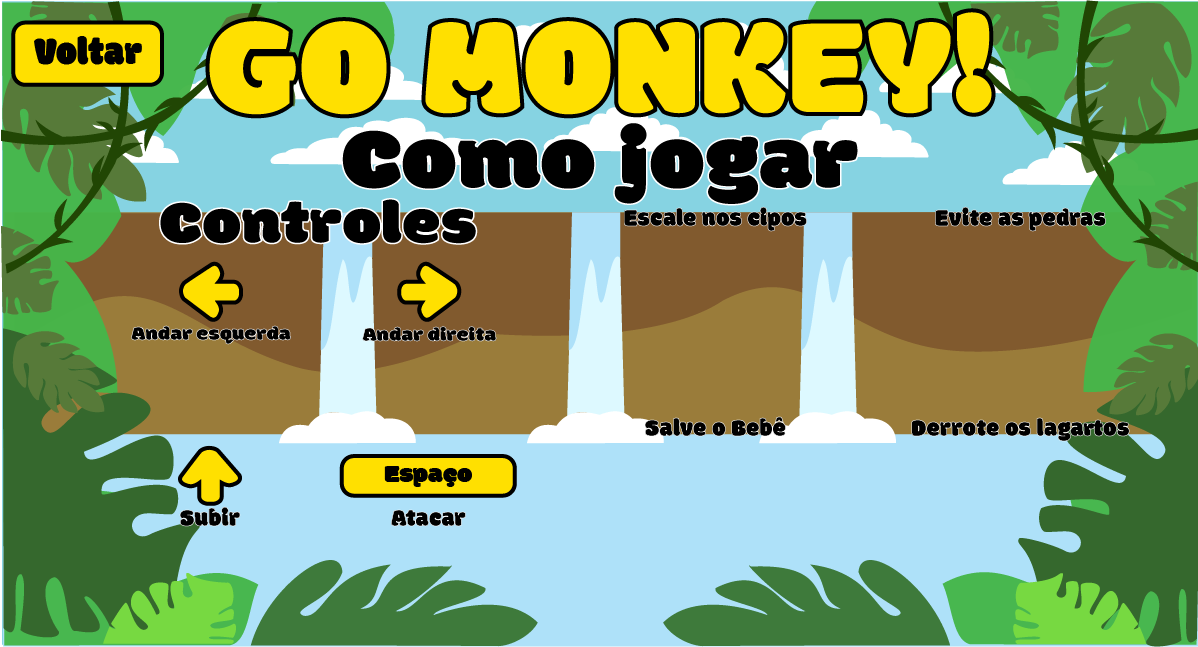 Voltar
GO MONKEY!
Como jogar
Controles
Andar esquerda
Andar direita
Subir
Espaço
Atacar
Escale nos cipos
Evite as pedras
Salve o Bebê
Derrote os lagartos